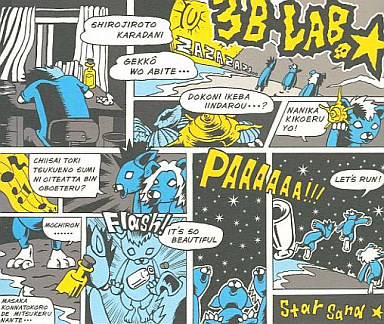 SHIROJIROTO
KARADANI
GEKKŌ
WO ABITE...
3B LAB.☆
ZAZAZAZA
DOKONI IKEBA
IINDAROU...?
NANIKA
KIKOERU
YO!
CHIISAI TOKI
TSUKUENO SUMI
NI OITEATTA BIN
OBOETERU?
MOCHIRON
......
MASAKA
KONNATOKORO
DE MITSUKERU
NANTE...
Flash!
IT'S SO
BEAUTIFUL
PARAAAAA!!!
LET'S RUN!
Star Sand ★